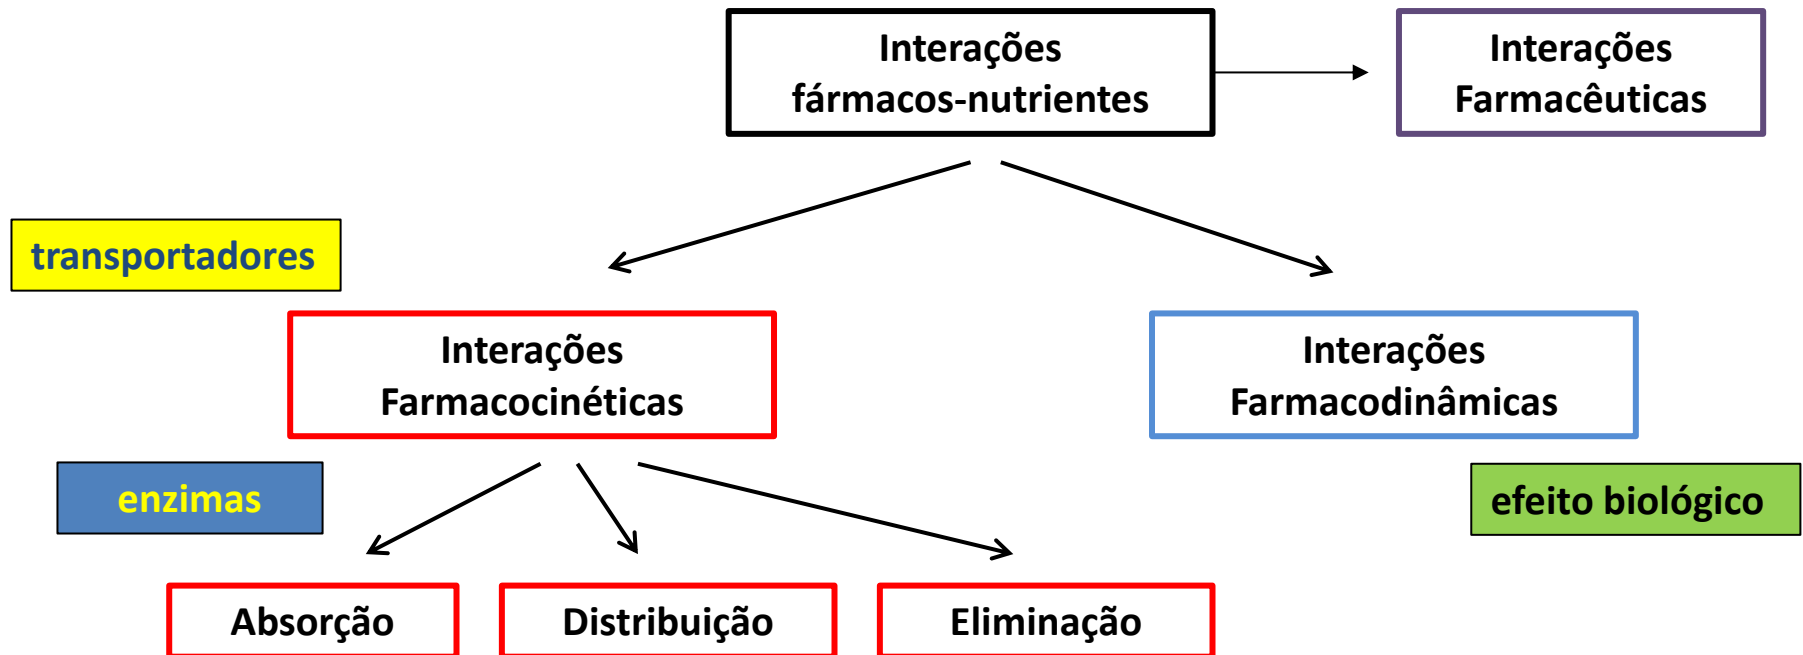 Interações
fármacos-nutrientes
Interações
Farmacêuticas
transportadores
Interações
Farmacocinéticas
Interações
Farmacodinâmicas
enzimas
efeito biológico
Absorção
Distribuição
Eliminação